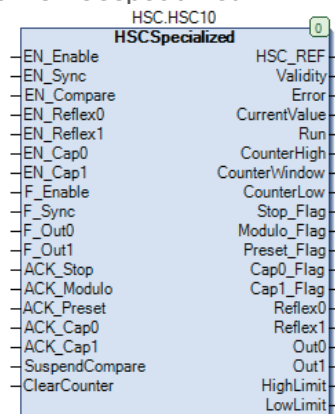 HSC.HSC10
0
HSCSpecialized
EN_Enable HSC_REF
EN_Sync Validity
EN_Compare Error
EN_Reflex0 CurrentValue
EN_Reflex1 Run
EN_Cap0 CounterHigh
EN_Cap1 CounterWindow
F_Enable CounterLow
F_Sync Stop_Flag
F_Out0 Modulo_Flag
F_Out1 Preset_Flag
ACK_Stop Cap0_Flag
ACK_Modulo Cap1_Flag
ACK_Preset Reflex0
ACK_Cap0 Reflex1
ACK_Cap1 Out0
SuspendCompare Out1
ClearCounter HighLimit
LowLimit